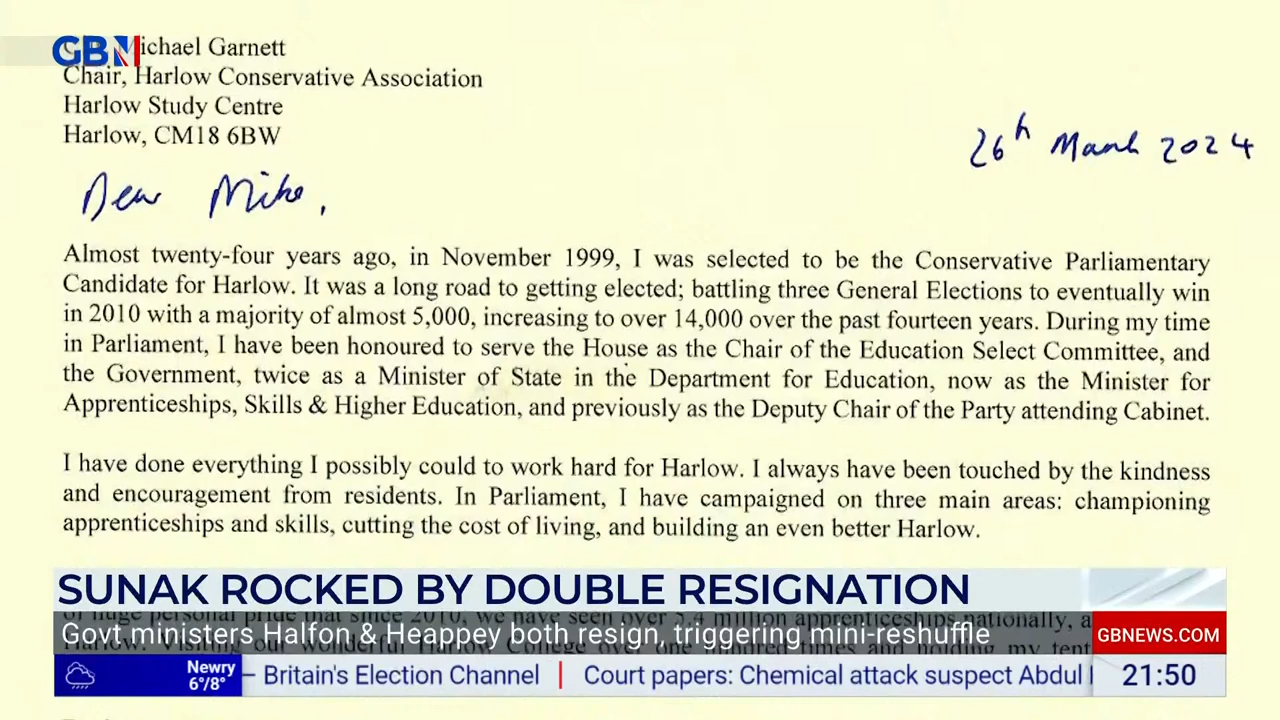 GBN
ichael Garnett
Chair, Harlow Conservative Association
Harlow Study Centre
Harlow, CM18 6BW
26th March 2024
Dear Mike,
Almost twenty-four years ago, in November 1999, I was selected to be the Conservative Parliamentary
Candidate for Harlow. It was a long road to getting elected; battling three General Elections to eventually win
in 2010 with a majority of almost 5,000, increasing to over 14,000 over the past fourteen years. During my time
in Parliament, I have been honoured to serve the House as the Chair of the Education Select Committee, and
the Government, twice as a Minister of State in the Department for Education, now as the Minister for
Apprenticeships, Skills & Higher Education, and previously as the Deputy Chair of the Party attending Cabinet.
I have done everything I possibly could to work hard for Harlow. I always have been touched by the kindness
and encouragement from residents. In Parliament, I have campaigned on three main areas: championing
apprenticeships and skills, cutting the cost of living, and building an even better Harlow.
SUNAK ROCKED BY DOUBLE RESIGNATION
Govt ministers Halfon & Heappey both resign, triggering mini-reshuffle
GBNEWS.COM
Newry
6°/8°
– Britain's Election Channel | Court papers: Chemical attack suspect Abdul
21:50